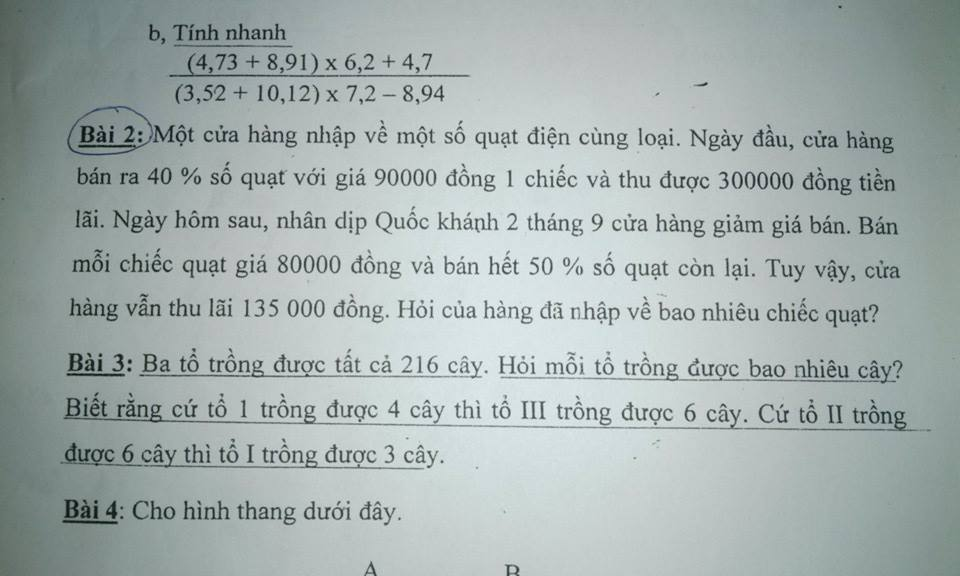 b, Tính nhanh
(4,73 + 8,91) x 6,2 + 4,7
(3,52 + 10,12) x 7,2 – 8,94
Bài 2: Một cửa hàng nhập về một số quạt điện cùng loại. Ngày đầu, cửa hàng
bán ra 40 % số quạt với giá 90000 đồng 1 chiếc và thu được 300000 đồng tiền
lãi. Ngày hôm sau, nhân dịp Quốc khánh 2 tháng 9 cửa hàng giảm giá bán. Bán
mỗi chiếc quạt giá 80000 đồng và bán hết 50 % số quạt còn lại. Tuy vậy, cửa
hàng vẫn thu lãi 135 000 đồng. Hỏi của hàng đã nhập về bao nhiêu chiếc quạt?
Bài 3: Ba tổ trồng được tất cả 216 cây. Hỏi mỗi tổ trồng được bao nhiêu cây?
Biết rằng cứ tổ 1 trồng được 4 cây thì tổ III trồng được 6 cây. Cứ tổ II trồng
được 6 cây thì tổ I trồng được 3 cây.
Bài 4: Cho hình thang dưới đây.
A B